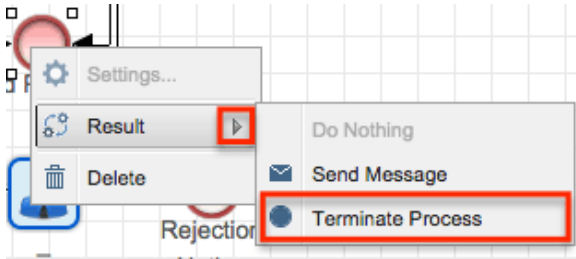 Settings...
Result
Do Nothing
Delete
Send Message
Terminate Process
Rejection